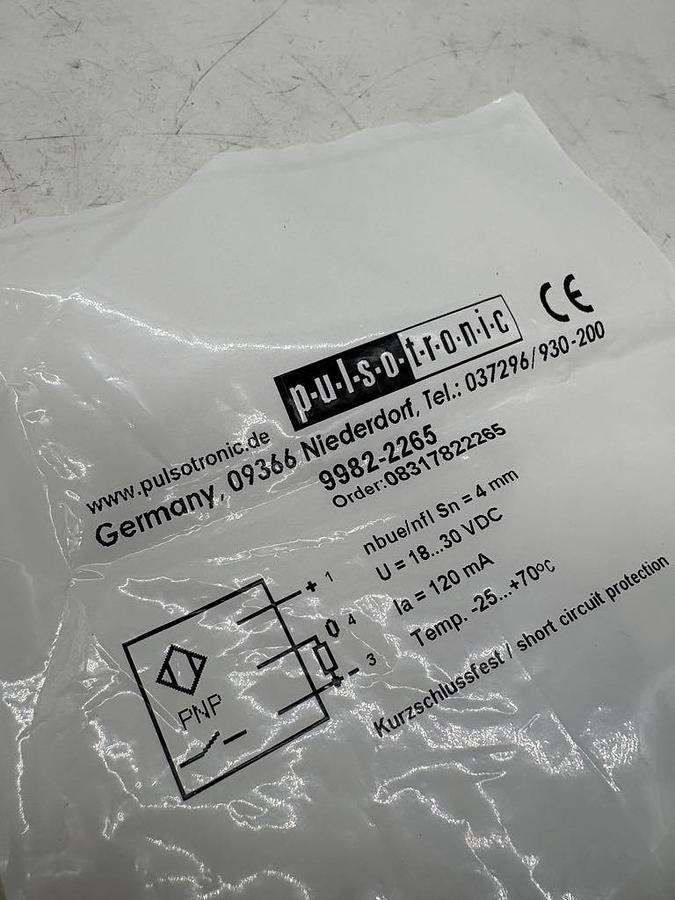 CE
p·u·l·s·o·t·r·o·n·i·c
www.pulsotronic.de
Germany, 09366 Niederdorf, Tel.: 037296/930-200
9982-2265
Order:08317822265
nbue/nfl Sn = 4 mm
U = 18...30 VDC
Ia = 120 mA
Temp. -25...+70°C
Kurzschlussfest / short circuit protection
+ 1
4
- 3
PNP